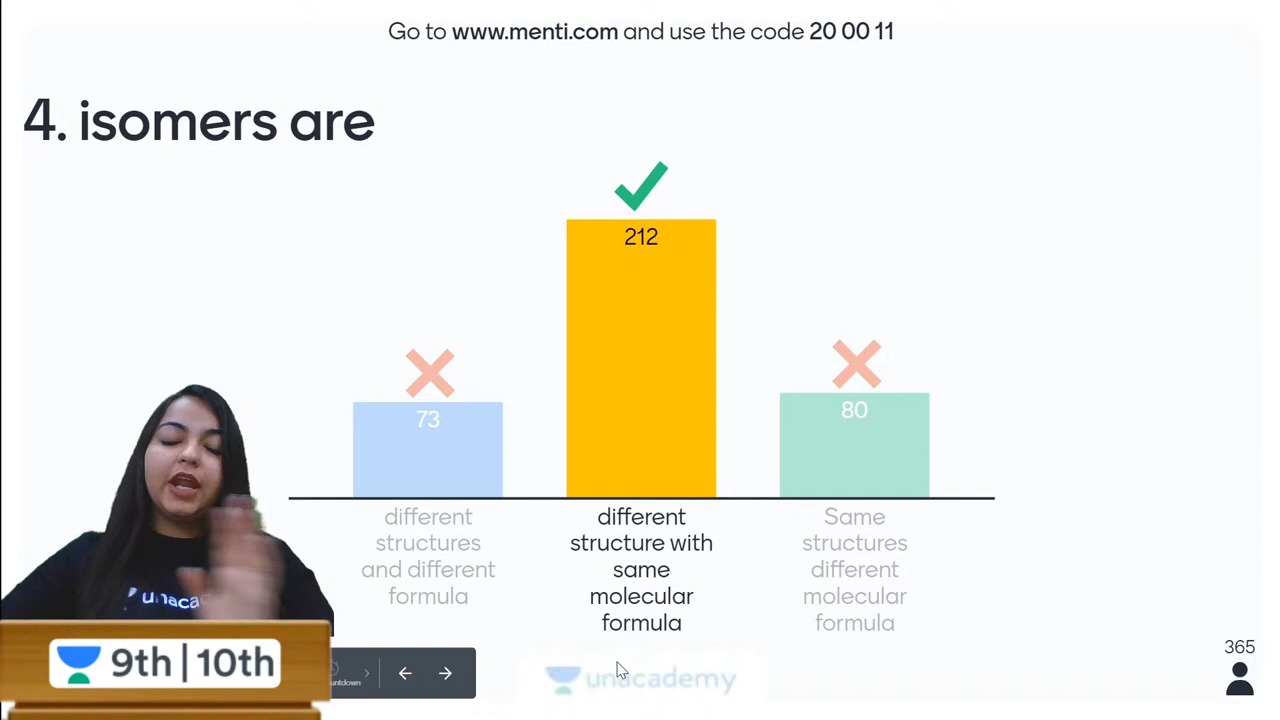 Go to www.menti.com and use the code 20 00 11
4. isomers are
212
73
80
different
structures
and different
formula
different
structure with
same
molecular
formula
Same
structures
different
molecular
formula
365
unacad
9th | 10th
ountdown
unacademy